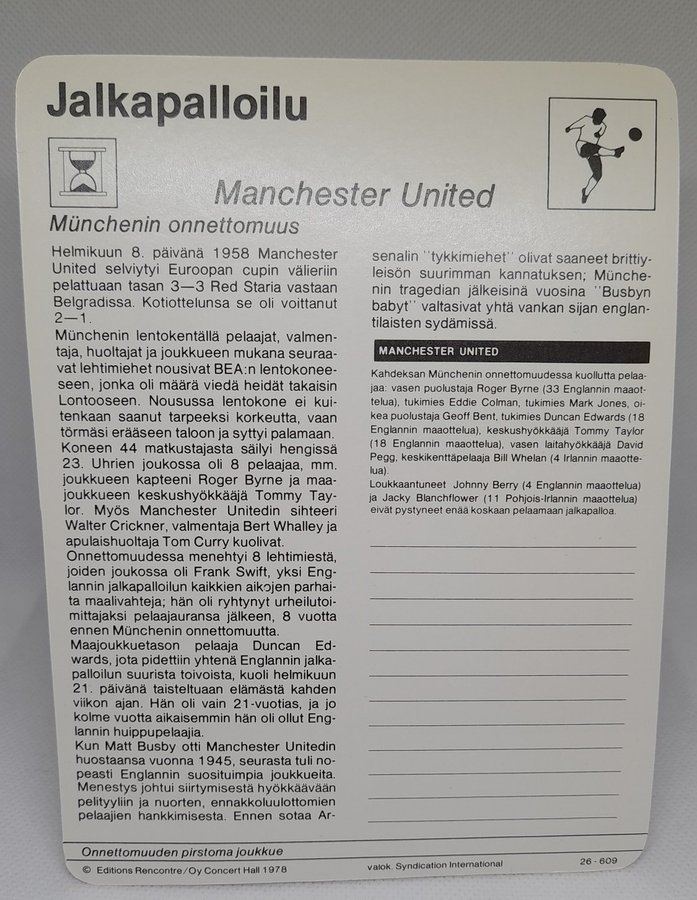 Jalkapalloilu
Manchester United
Münchenin onnettomuus
Helmikuun 8. päivänä 1958 Manchester
United selviytyi Euroopan cupin välieriin
pelattuaan tasan 3—3 Red Staria vastaan
Belgradissa. Kotiottelunsa se oli voittanut
2—1.
Münchenin lentokentällä pelaajat, valmen-
taja, huoltajat ja joukkueen mukana seuraa-
vat lehtimiehet nousivat BEA:n lentokonee-
seen, jonka oli määrä viedä heidät takaisin
Lontooseen. Nousussa lentokone ei kui-
tenkaan saanut tarpeeksi korkeutta, vaan
törmäsi erääseen taloon ja syttyi palamaan.
Koneen 44 matkustajasta säilyi hengissä
23. Uhrien joukossa oli 8 pelaajaa, mm.
joukkueen kapteeni Roger Byrne ja maa-
joukkueen keskushyökkääjä Tommy Tay-
lor. Myös Manchester Unitedin sihteeri
Walter Crickner, valmentaja Bert Whalley ja
apulaishuoltaja Tom Curry kuolivat.
Onnettomuudessa menehtyi 8 lehtimiestä,
joiden joukossa oli Frank Swift, yksi Eng-
lannin jalkapalloilun kaikkien aikojen parhai-
ta maalivahteja; hän oli ryhtynyt urheilutoi-
mittajaksi pelaajauransa jälkeen, 8 vuotta
ennen Münchenin onnettomuutta.
Maajoukkuetason pelaaja Duncan Ed-
wards, jota pidettiin yhtenä Englannin jalka-
palloilun suurista toivoista, kuoli helmikuun
21. päivänä taisteltuaan elämästä kahden
viikon ajan. Hän oli vain 21-vuotias, ja jo
kolme vuotta aikaisemmin hän oli ollut Eng-
lannin huippupelaajia.
Kun Matt Busby otti Manchester Unitedin
huostaansa vuonna 1945, seurasta tuli no-
peasti Englannin suosituimpia joukkueita.
Menestys johtui siirtymisestä hyökkäävään
pelityyliin ja nuorten, ennakkoluulottomien
pelaajien hankkimisesta. Ennen sotaa Ar-
senalin "tykkimiehet" olivat saaneet brittiy-
leisön suurimman kannatuksen; Münche-
nin tragedian jälkeisinä vuosina "Busbyn
babyt" valtasivat yhtä vankan sijan englan-
tilaisten sydämissä.
MANCHESTER UNITED
Kahdeksan Münchenin onnettomuudessa kuollutta pelaa-
jaa: vasen puolustaja Roger Byrne (33 Englannin maaot-
telua), tukimies Eddie Colman, tukimies Mark Jones, oi-
kea puolustaja Geoff Bent, tukimies Duncan Edwards (18
Englannin maaottelua), keskushyökkääjä Tommy Taylor
(18 Englannin maaottelua), vasen laitahyökkääjä David
Pegg, keskikenttäpelaaja Bill Whelan (4 Irlannin maaotte-
lua).
Loukkaantuneet Johnny Berry (4 Englannin maaottelua)
ja Jacky Blanchflower (11 Pohjois-Irlannin maaottelua)
eivät pystyneet enää koskaan pelaamaan jalkapalloa.
Onnettomuuden pirstoma joukkue
© Editions Rencontre/Oy Concert Hall 1978
valok. Syndication International
26 - 609